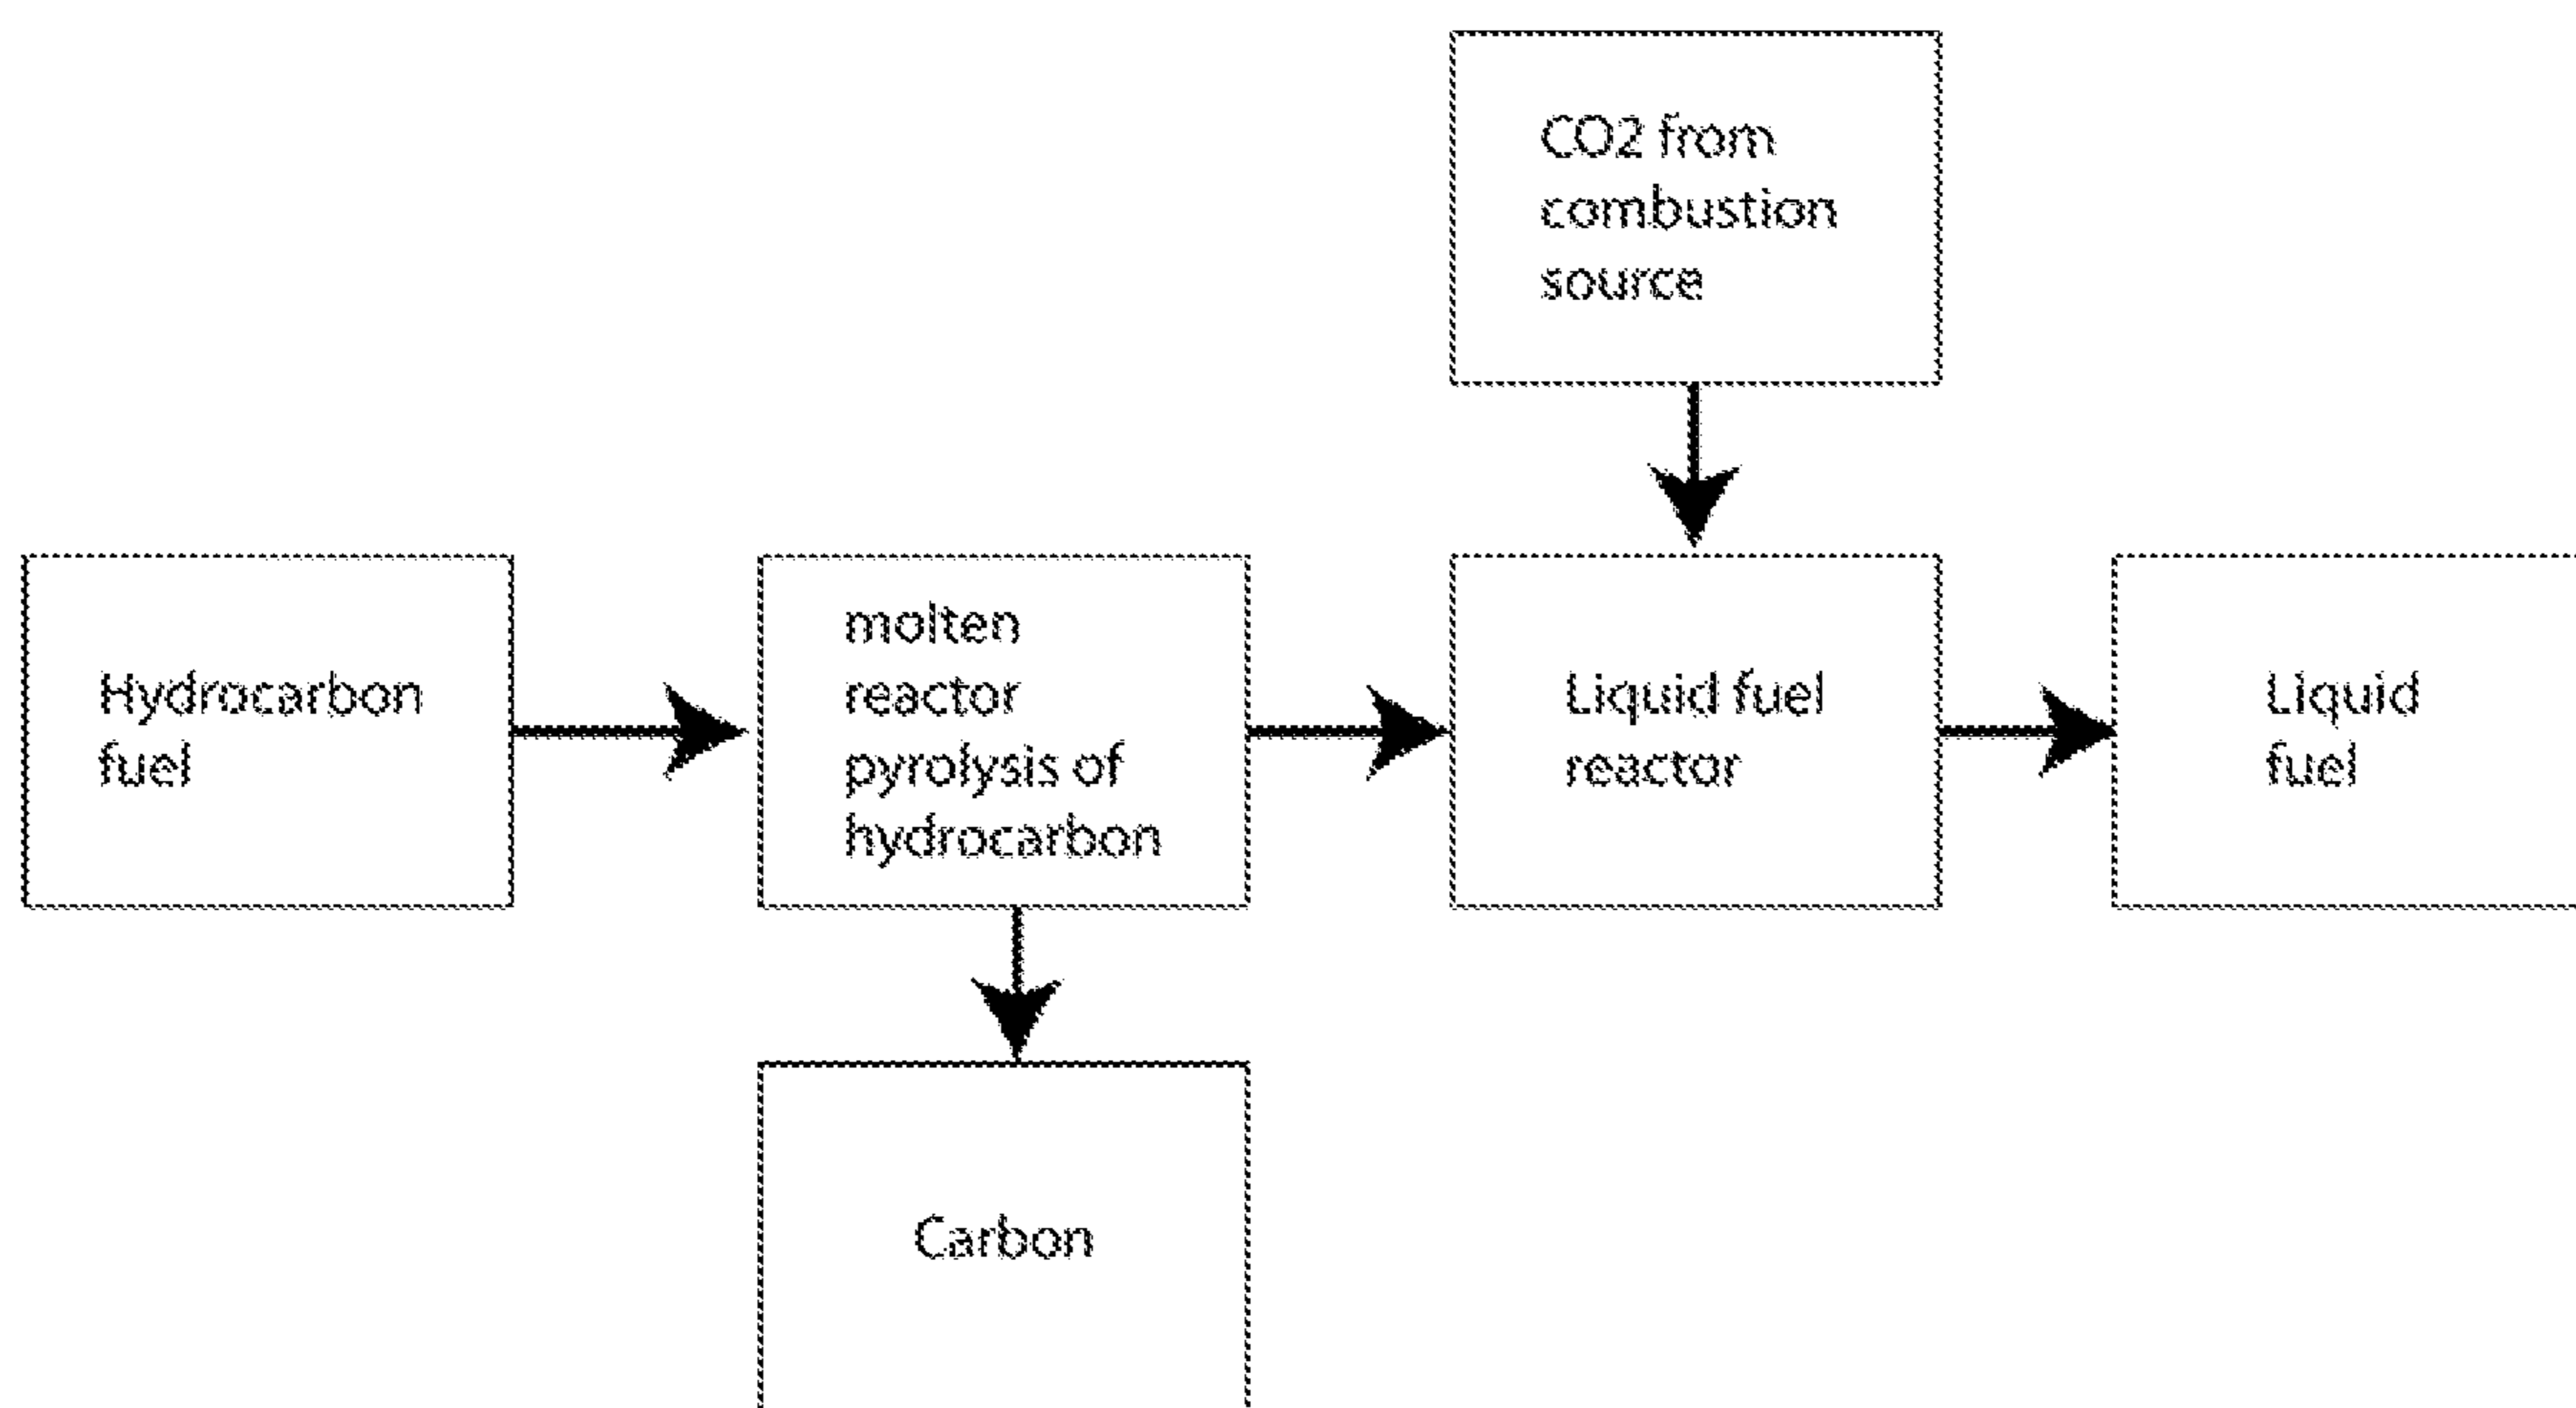 CO2 from
combustion
source
Hydrocarbon
fuel
molten
reactor
pyrolysis of
hydrocarbon
Liquid fuel
reactor
Liquid
fuel
Carbon